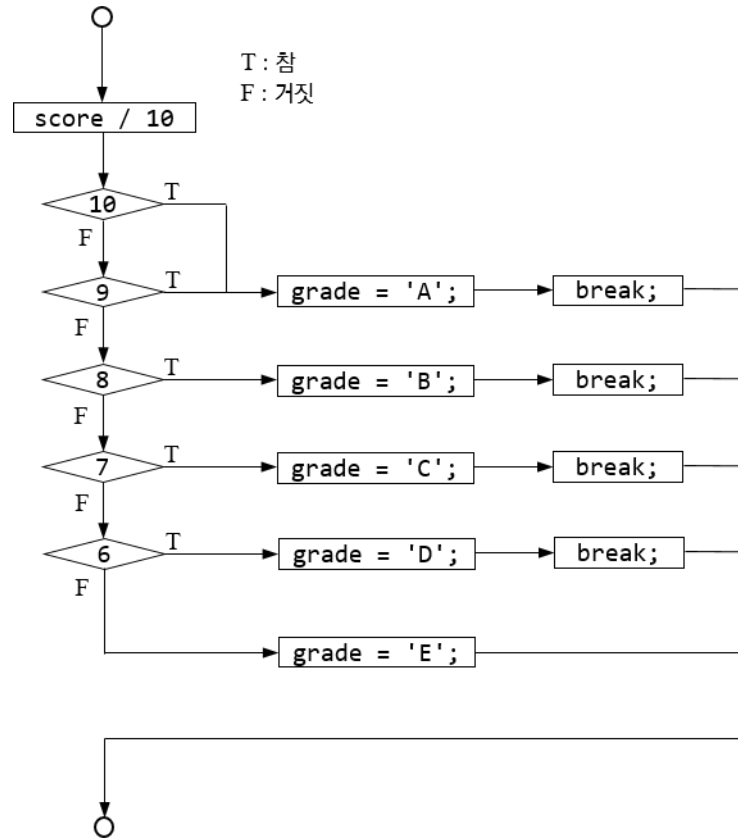 T : 참
F : 거짓
score / 10
10
T
F
9
T
grade = 'A';
break;
F
8
T
grade = 'B';
break;
F
7
T
grade = 'C';
break;
F
6
T
grade = 'D';
break;
F
grade = 'E';